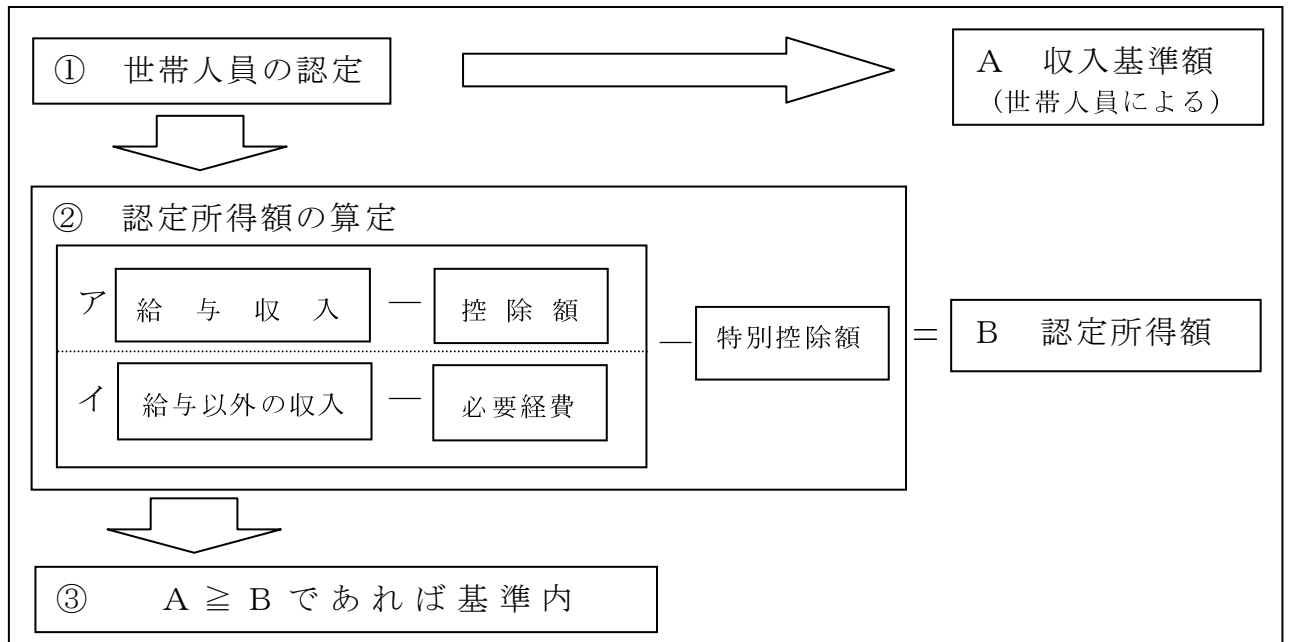 ① 世帯人員の認定
A 収入基準額
(世帯人員による)
② 認定所得額の算定
ア 給与収入 ― 控除額
― 特別控除額 = B 認定所得額
イ 給与以外の収入 ― 必要経費
③ A≧Bであれば基準内